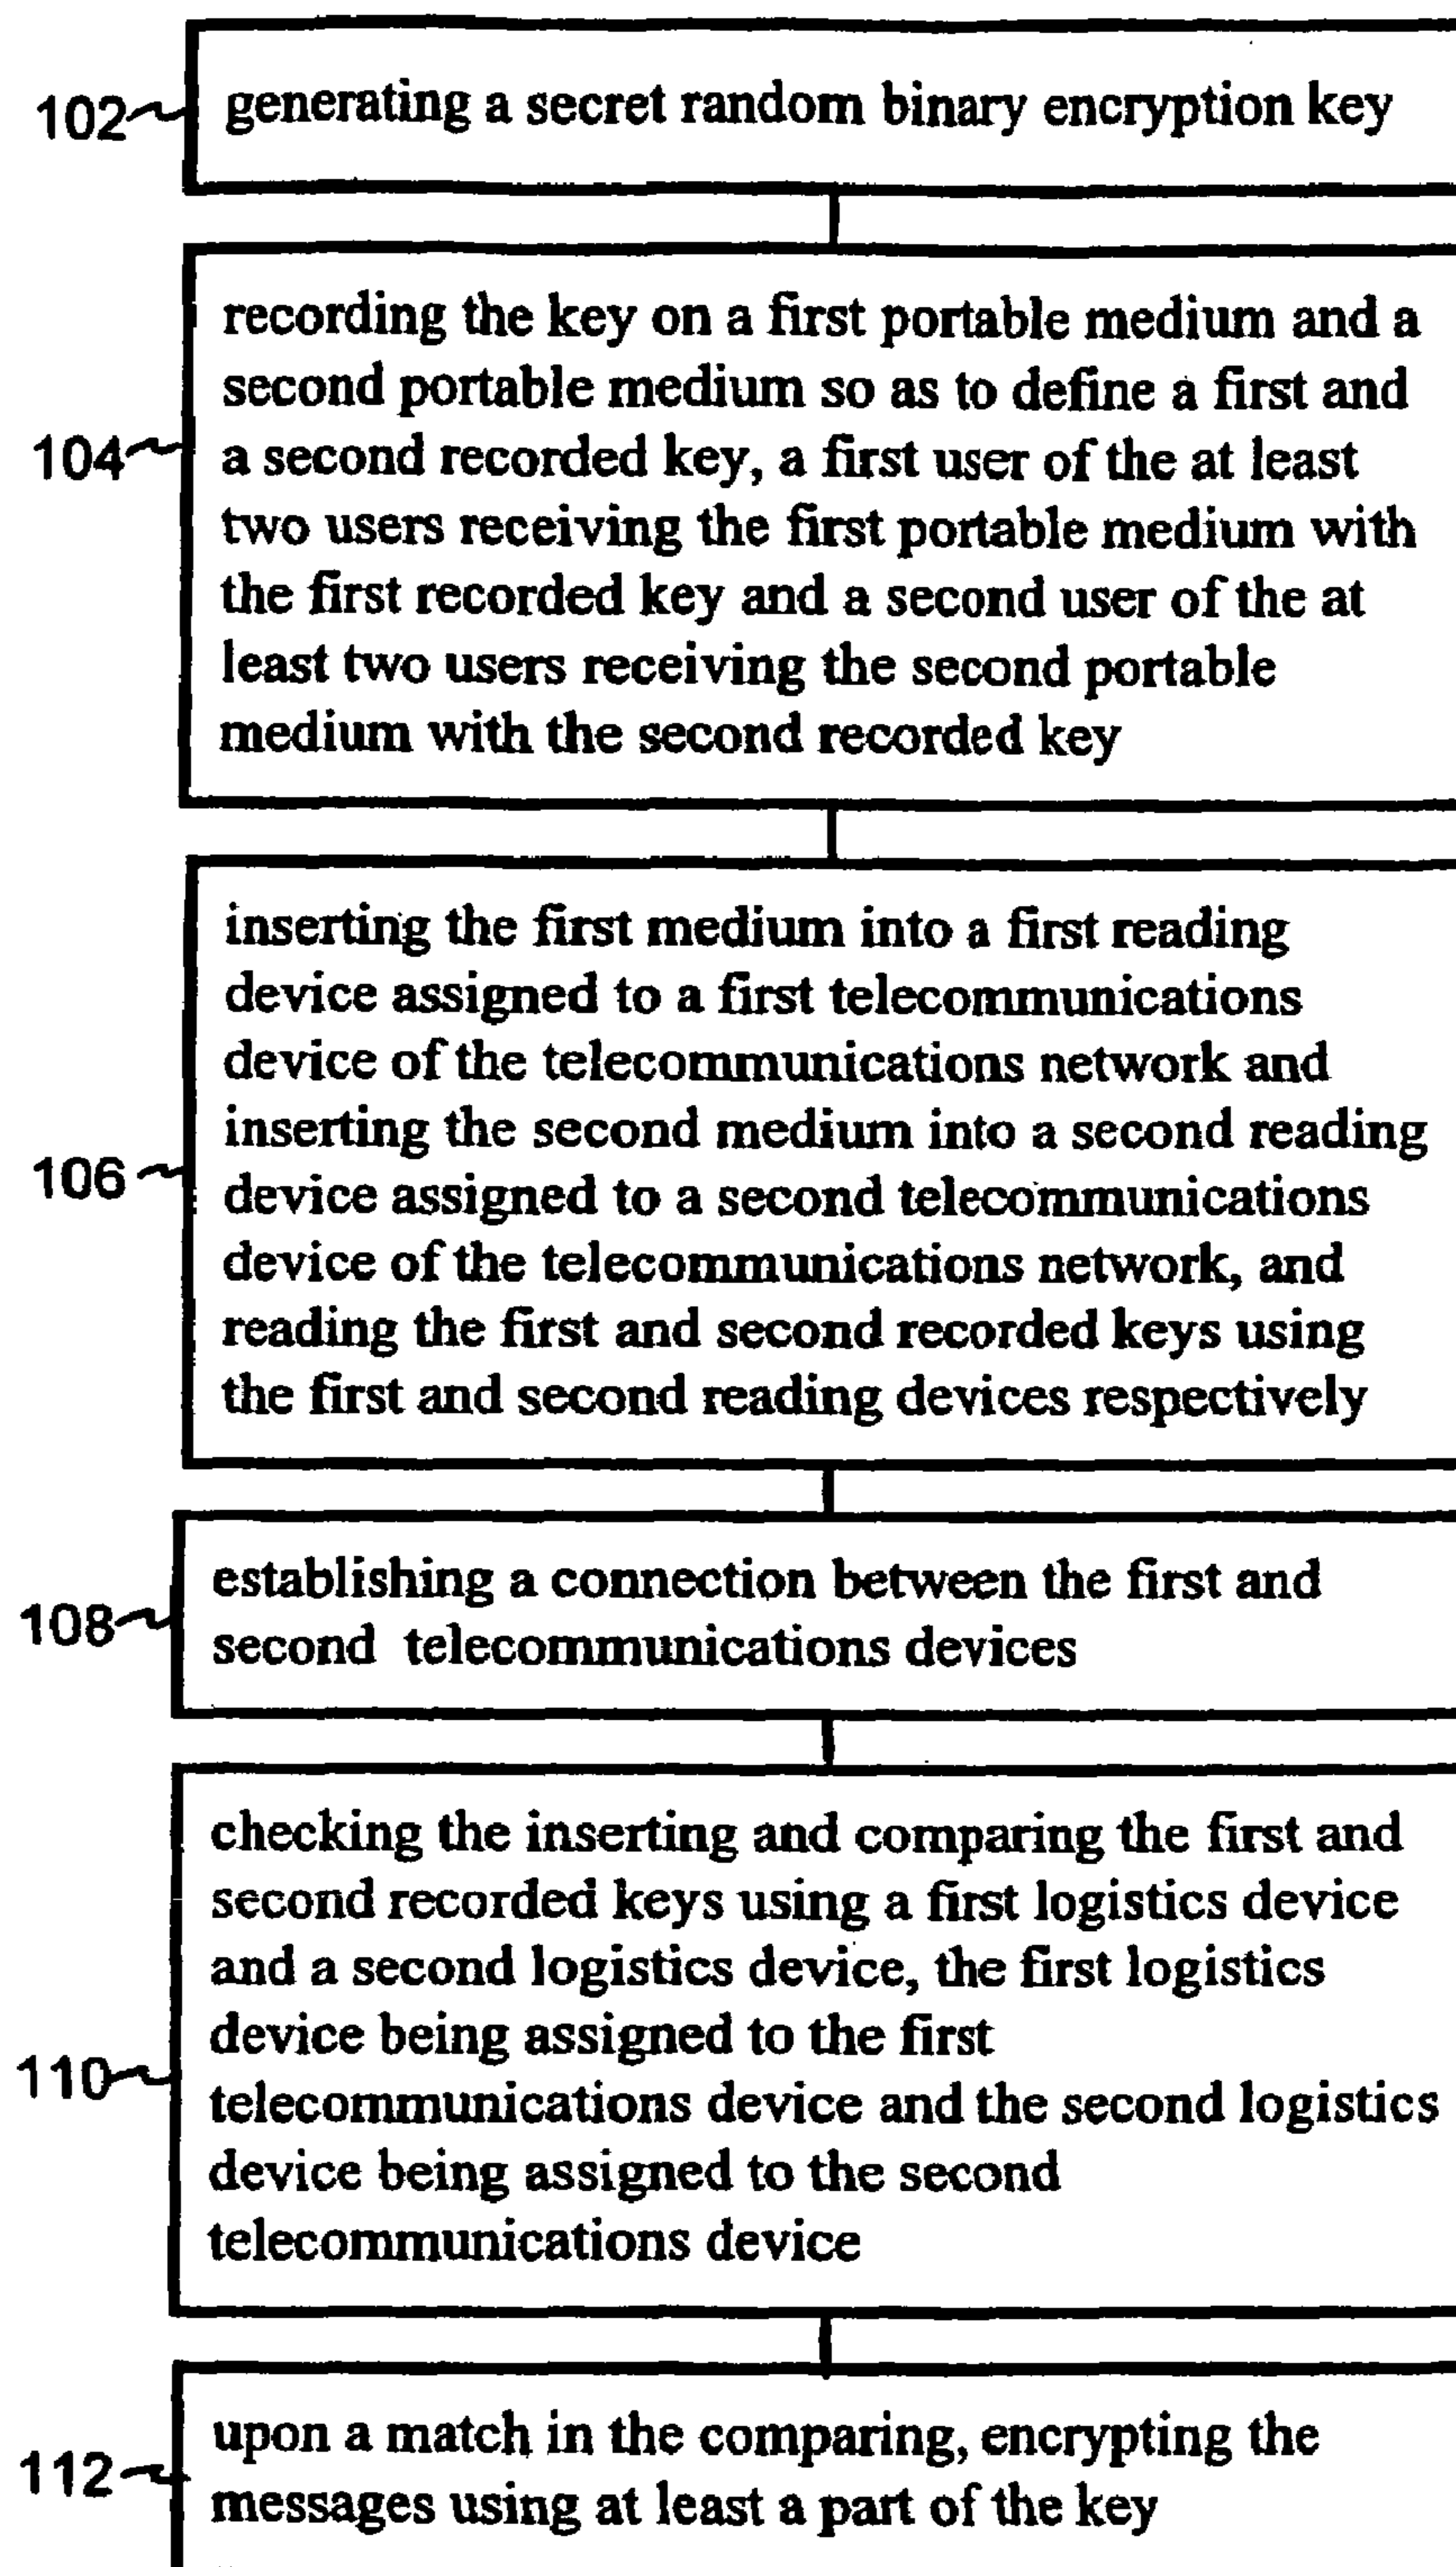 102 generating a secret random binary encryption key
recording the key on a first portable medium and a
second portable medium so as to define a first and
104 a second recorded key, a first user of the at least
two users receiving the first portable medium with
the first recorded key and a second user of the at
least two users receiving the second portable
medium with the second recorded key
inserting the first medium into a first reading
device assigned to a first telecommunications
device of the telecommunications network and
inserting the second medium into a second reading
106 device assigned to a second telecommunications
device of the telecommunications network, and
reading the first and second recorded keys using
the first and second reading devices respectively
establishing a connection between the first and
108 second telecommunications devices
checking the inserting and comparing the first and
second recorded keys using a first logistics device
and a second logistics device, the first logistics
device being assigned to the first
110 telecommunications device and the second logistics
device being assigned to the second
telecommunications device
upon a match in the comparing, encrypting the
112 messages using at least a part of the key